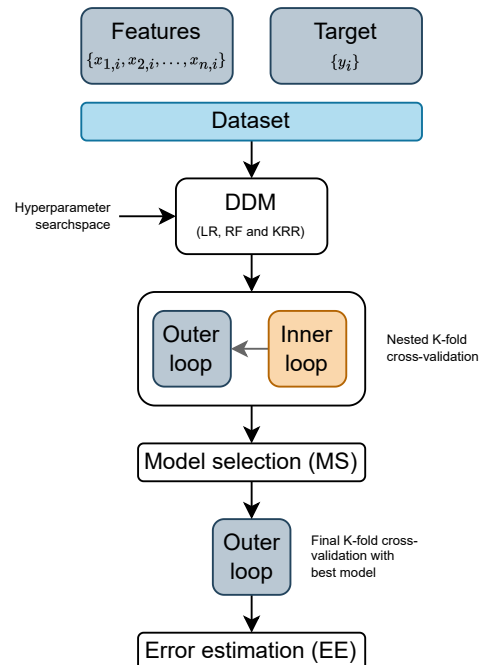 Features
{x₁,ᵢ, x₂,ᵢ, . . . , xₙ,ᵢ}
Target
{yᵢ}
Dataset
Hyperparameter
searchspace
DDM
(LR, RF and KRR)
Outer
loop
Inner
loop
Nested K-fold
cross-validation
Model selection (MS)
Outer
loop
Final K-fold cross-
validation with
best model
Error estimation (EE)